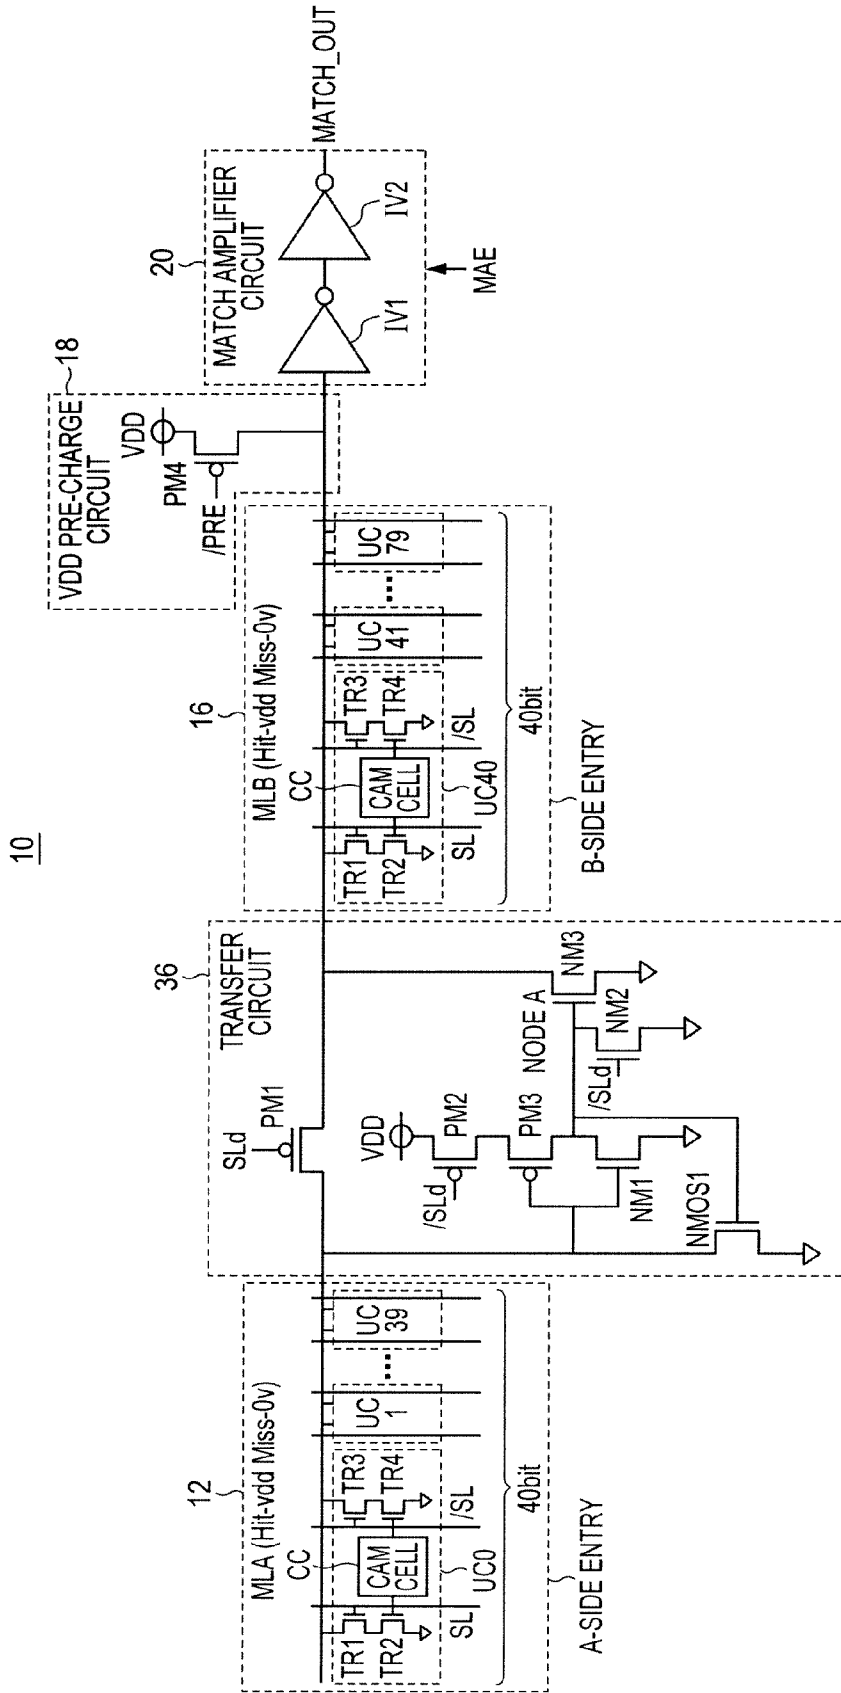 10
12
MLA (Hit-vdd Miss-0v)
CC
TR1
TR2
CAM
CELL
TR3
TR4
SL
/SL
UC0
UC
1
UC
39
40bit
A-SIDE ENTRY
36
TRANSFER
CIRCUIT
SLd
PM1
VDD
/SLd
PM2
PM3
NM1
NMOS1
NODE A
/SLd
NM2
NM3
16
MLB (Hit-vdd Miss-0v)
CC
TR1
TR2
CAM
CELL
TR3
TR4
SL
/SL
UC40
UC
41
UC
79
40bit
B-SIDE ENTRY
18
VDD PRE-CHARGE
CIRCUIT
VDD
PM4
/PRE
20
MATCH AMPLIFIER
CIRCUIT
IV1
IV2
MAE
MATCH_OUT